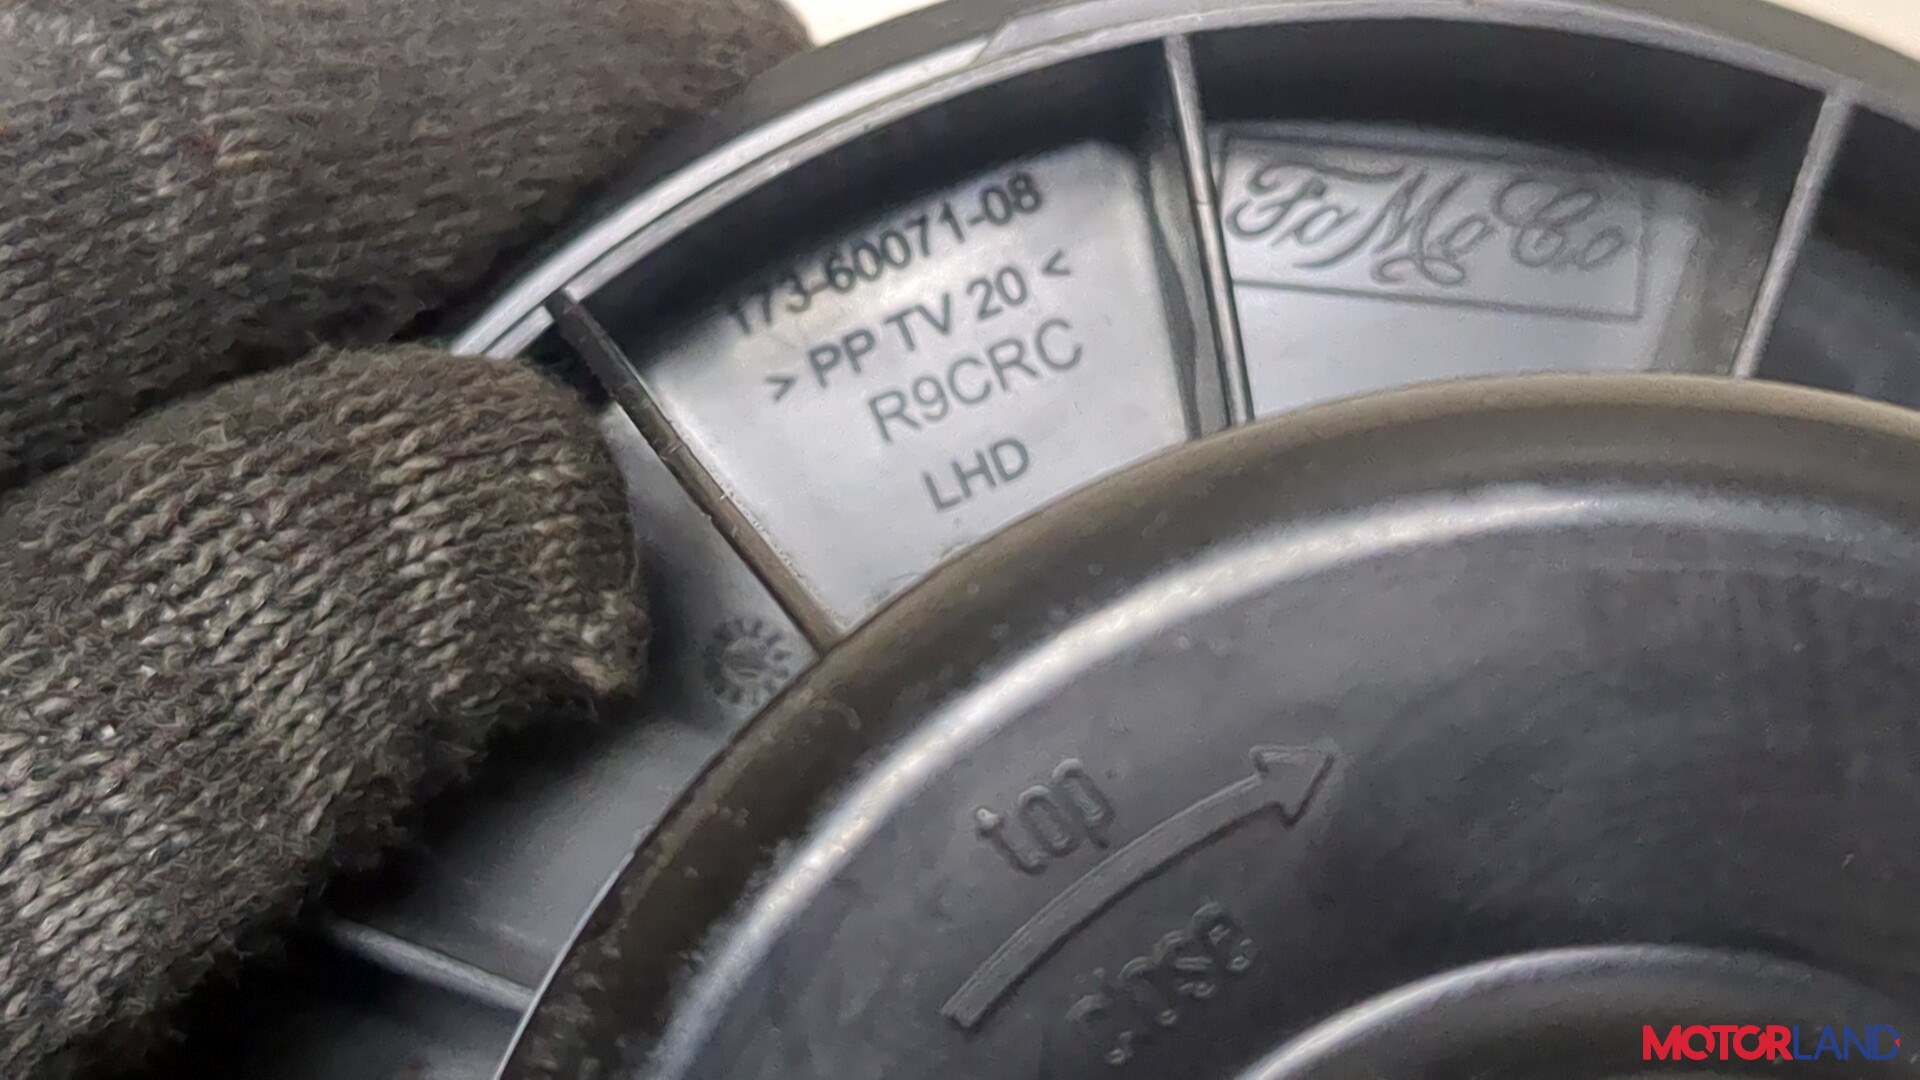 173-60071-08
> PP TV 20 <
R9CRC
LHD
FoMoCo
top
MOTORLAND